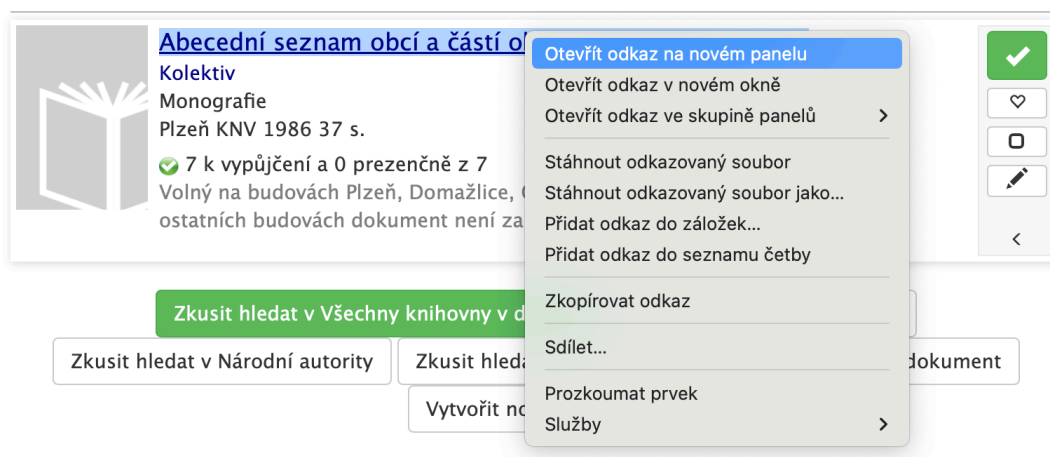 Abecední seznam obcí a částí
Kolektiv
Monografie
Plzeň KNV 1986 37 s.
7 k vypůjčení a 0 prezenčně z 7
Volný na budovách Plzeň, Domažlice,
ostatních budovách dokument není
Otevřít odkaz na novém panelu
Otevřít odkaz v novém okně
Otevřít odkaz ve skupině panelů
Stáhnout odkazovaný soubor
Stáhnout odkazovaný soubor jako...
Přidat odkaz do záložek...
Přidat odkaz do seznamu četby
Zkopírovat odkaz
Sdílet...
Prozkoumat prvek
Služby
Zkusit hledat v Všechny knihovny v
Zkusit hledat v Národní autority
Zkusit
dokument
Vytvořit